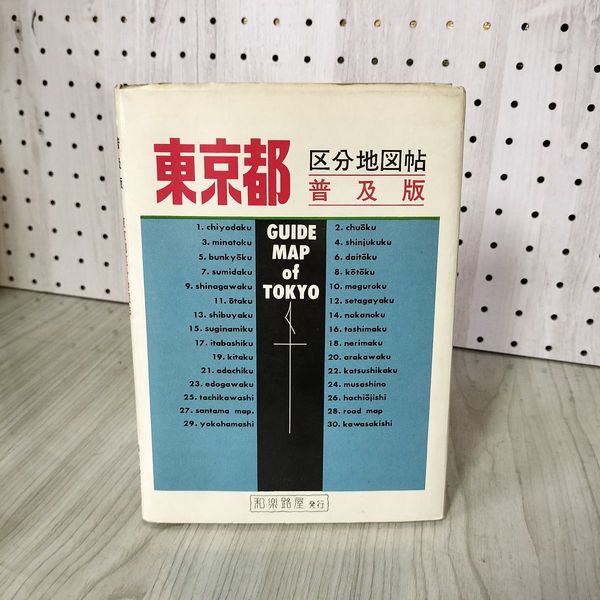 東京都
区分地図帖
普及版
GUIDE
MAP
of
TOKYO
1. chiyodaku
2. chuōku
3. minatoku
4. shinjukuku
5. bunkyōku
6. daitōku
7. sumidaku
8. kōtōku
9. shinagawaku
10. meguroku
11. ōtaku
12. setagayaku
13. shibuyaku
14. nakanoku
15. suginamiku
16. toshimaku
17. itabashiku
18. nerimaku
19. kitaku
20. arakawaku
21. adachiku
22. katsushikaku
23. edogawaku
24. musashino
25. tachikawashi
26. hachiōjishi
27. santama map.
28. road map
29. yokohamashi
30. kawasakishi
和楽路屋 発行